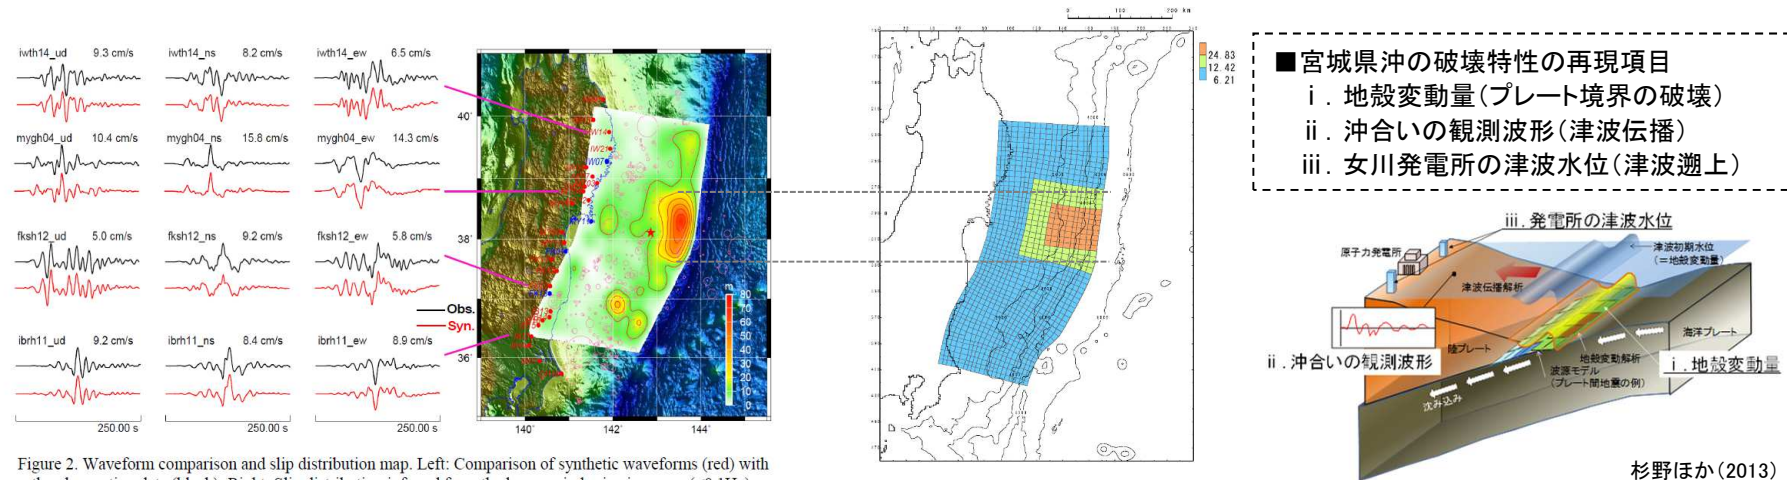 iwth14_ud 9.3 cm/s
iwth14_ns 8.2 cm/s
iwth14_ew 6.5 cm/s
mygh04_ud 10.4 cm/s
mygh04_ns 15.8 cm/s
mygh04_ew 14.3 cm/s
fksh12_ud 5.0 cm/s
fksh12_ns 9.2 cm/s
fksh12_ew 5.8 cm/s
Obs.
Syn.
ibrh11_ud 9.2 cm/s
ibrh11_ns 8.4 cm/s
ibrh11_ew 8.9 cm/s
250.00 s
250.00 s
250.00 s
40˚
38˚
36˚
140˚
142˚
144˚
m
80
70
60
50
40
30
20
10
0
Figure 2. Waveform comparison and slip distribution map. Left: Comparison of synthetic waveforms (red) with
0 100 200 km
24.83
12.42
6.21
■宮城県沖の破壊特性の再現項目
ⅰ. 地殻変動量(プレート境界の破壊)
ⅱ. 沖合いの観測波形(津波伝播)
ⅲ. 女川発電所の津波水位(津波遡上)
ⅲ. 発電所の津波水位
原子力発電所
津波初期水位
(=地殻変動量)
津波伝播解析
陸プレート
海洋プレート
ⅱ. 沖合いの観測波形
地殻変動解析
ⅰ. 地殻変動量
波源モデル
(プレート間地震の例)
沈み込み
杉野ほか(2013)